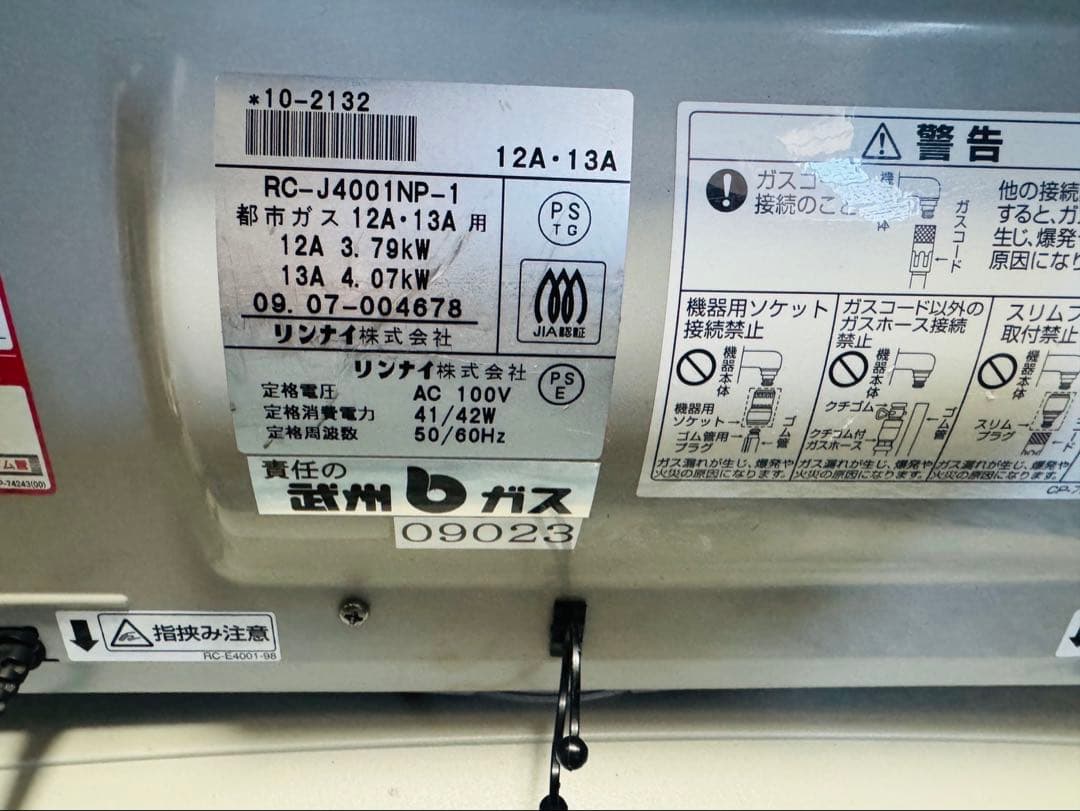 *10-2132
12A・13A
RC-J4001NP-1
都市ガス 12A・13A 用
12A 3.79kW
13A 4.07kW
09.07-004678
リンナイ株式会社
PS
TG
JIA認証
リンナイ株式会社
PS
E
定格電圧 AC 100V
定格消費電力 41/42W
定格周波数 50/60Hz
責任の
武州 b ガス
09023
警告
ガスコ
接続のこと
機
体
ガスコード
他の接続
すると、ガ
生じ、爆発
原因にな
機器用ソケット
接続禁止
機器本体
機器用
ソケット
ゴム管用
プラグ
ゴム管
ガス漏れが生じ、爆発や
火災の原因になります。
ガスコード以外の
ガスホース接続
禁止
機器本体
クチゴム
クチゴム付
ガスホース
ゴム管
ガス漏れが生じ、爆発や
火災の原因になります。
スリム
取付禁止
機器本体
スリム
プラグ
ガス漏れが生じ、爆発
火災の原因になります
ム管
P-74243(00)
指挟み注意
RC-E4001-98